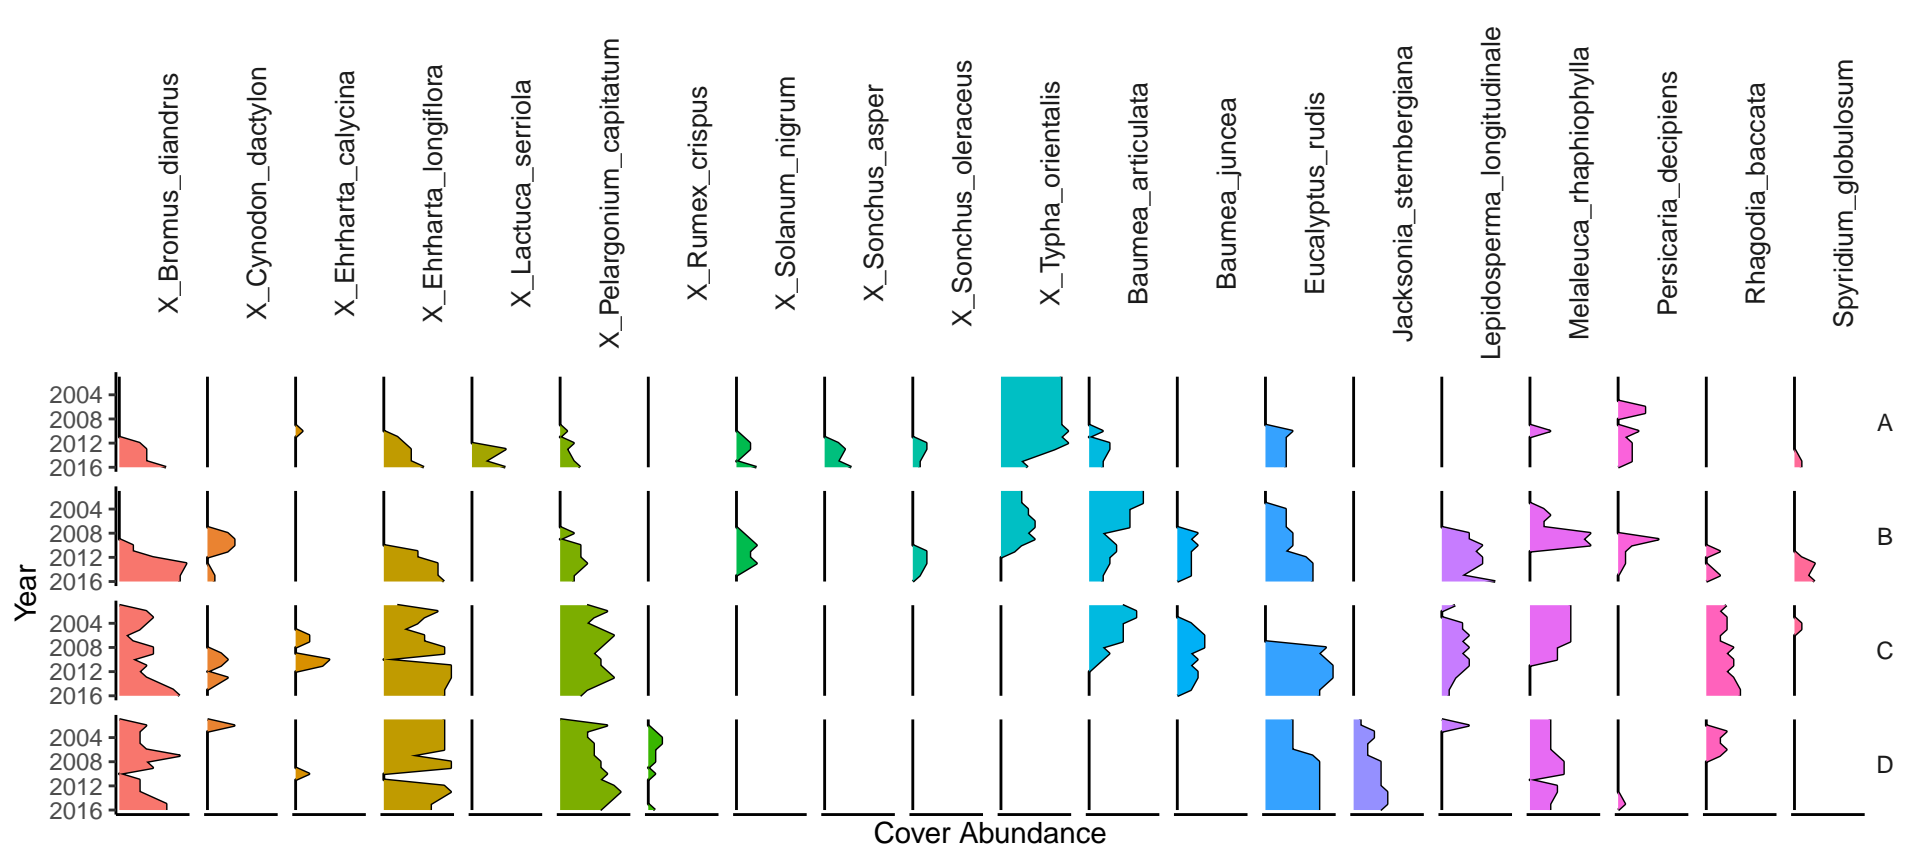 X_Bromus_diandrus
X_Cynodon_dactylon
X_Ehrharta_calycina
X_Ehrharta_longiflora
X_Lactuca_serriola
X_Pelargonium_capitatum
X_Rumex_crispus
X_Solanum_nigrum
X_Sonchus_asper
X_Sonchus_oleraceus
X_Typha_orientalis
Baumea_articulata
Baumea_juncea
Eucalyptus_rudis
Jacksonia_sternbergiana
Lepidosperma_longitudinale
Melaleuca_rhaphiophylla
Persicaria_decipiens
Rhagodia_baccata
Spyridium_globulosum
Year
2004
2008
2012
2016
A
2004
2008
2012
2016
B
2004
2008
2012
2016
C
2004
2008
2012
2016
D
Cover Abundance